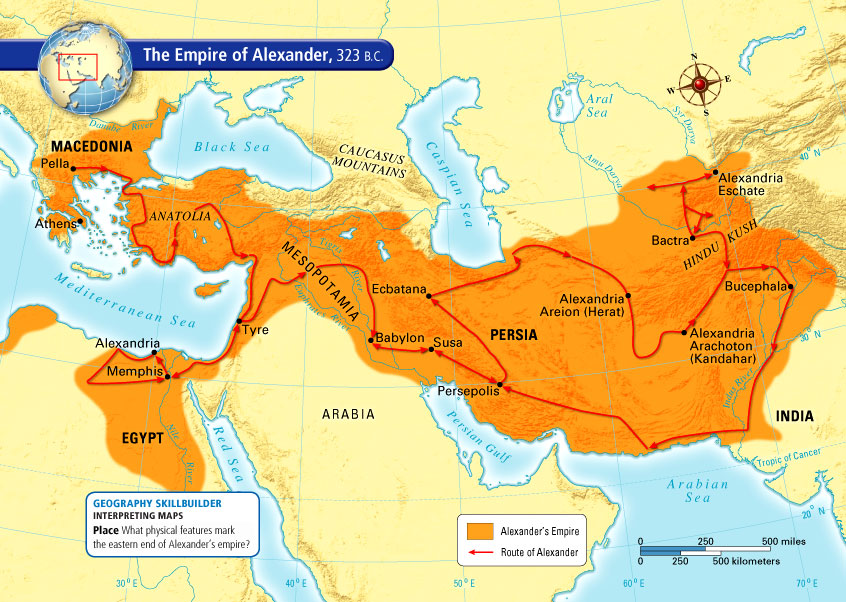 The Empire of Alexander, 323 B.C.
N
W
E
S
Aral
Sea
Syr Darya
Danube River
MACEDONIA
Pella
Black Sea
CAUCASUS
MOUNTAINS
Caspian Sea
Amu Darya
40°N
Alexandria
Eschate
ANATOLIA
Athens
Bactra
HINDU KUSH
MESOPOTAMIA
Tigris River
Euphrates River
Mediterranean Sea
Ecbatana
Alexandria
Areion (Herat)
Bucephala
Tyre
PERSIA
Alexandria
Arachoton
(Kandahar)
30°N
Alexandria
Babylon
Susa
Memphis
Persepolis
Indus River
ARABIA
INDIA
EGYPT
Nile River
Red Sea
Persian Gulf
Tropic of Cancer
Arabian
Sea
20°N
GEOGRAPHY SKILLBUILDER
INTERPRETING MAPS
Place What physical features mark
the eastern end of Alexander's empire?
Alexander's Empire
Route of Alexander
0 250 500 miles
0 250 500 kilometers
30°E
40°E
50°E
60°E
70°E